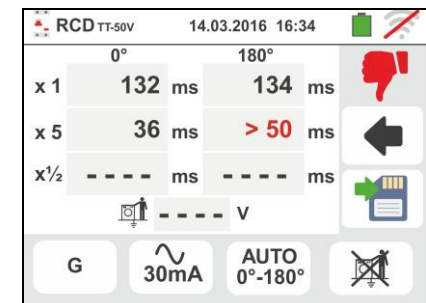 RCD TT-50V 14.03.2016 16:34
0° 180°
x 1 132 ms 134 ms
x 5 36 ms > 50 ms
x½ - - - - ms - - - - ms
- - - - V
G 30mA AUTO 0°-180°